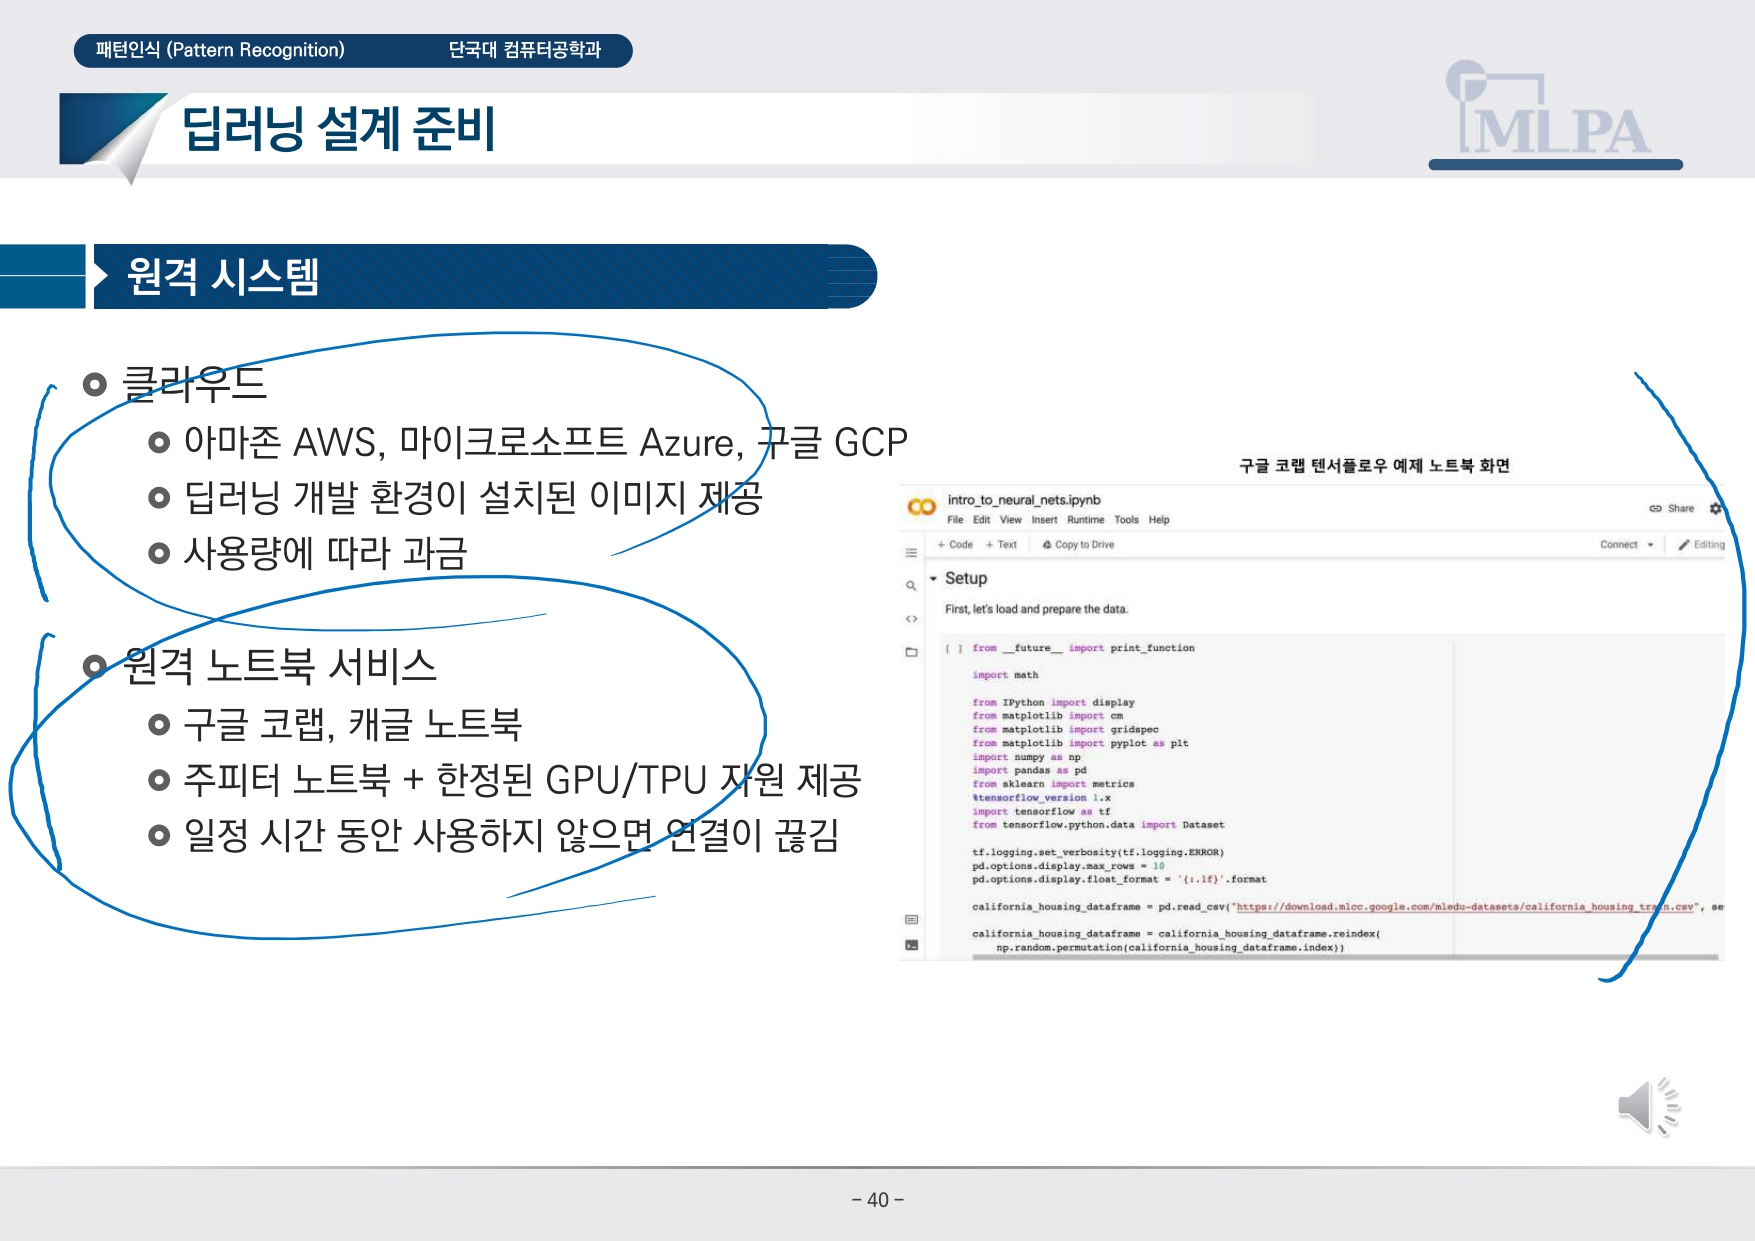 패턴인식 (Pattern Recognition) 단국대 컴퓨터공학과
딥러닝 설계 준비
MLPA
원격 시스템
클라우드
아마존 AWS, 마이크로소프트 Azure, 구글 GCP
딥러닝 개발 환경이 설치된 이미지 제공
사용량에 따라 과금
원격 노트북 서비스
구글 코랩, 캐글 노트북
주피터 노트북 + 한정된 GPU/TPU 자원 제공
일정 시간 동안 사용하지 않으면 연결이 끊김
구글 코랩 텐서플로우 예제 노트북 화면
intro_to_neural_nets.ipynb
File Edit View Insert Runtime Tools Help
Share
+ Code + Text Copy to Drive
Connect Editing
Setup
First, let's load and prepare the data.
[ ] from __future__ import print_function
import math
from IPython import display
from matplotlib import cm
from matplotlib import gridspec
from matplotlib import pyplot as plt
import numpy as np
import pandas as pd
from sklearn import metrics
%tensorflow_version 1.x
import tensorflow as tf
from tensorflow.python.data import Dataset
tf.logging.set_verbosity(tf.logging.ERROR)
pd.options.display.max_rows = 10
pd.options.display.float_format = '{:.1f}'.format
california_housing_dataframe = pd.read_csv("https://download.mlcc.google.com/mledu-datasets/california_housing_train.csv", se
california_housing_dataframe = california_housing_dataframe.reindex(
np.random.permutation(california_housing_dataframe.index))
- 40 -